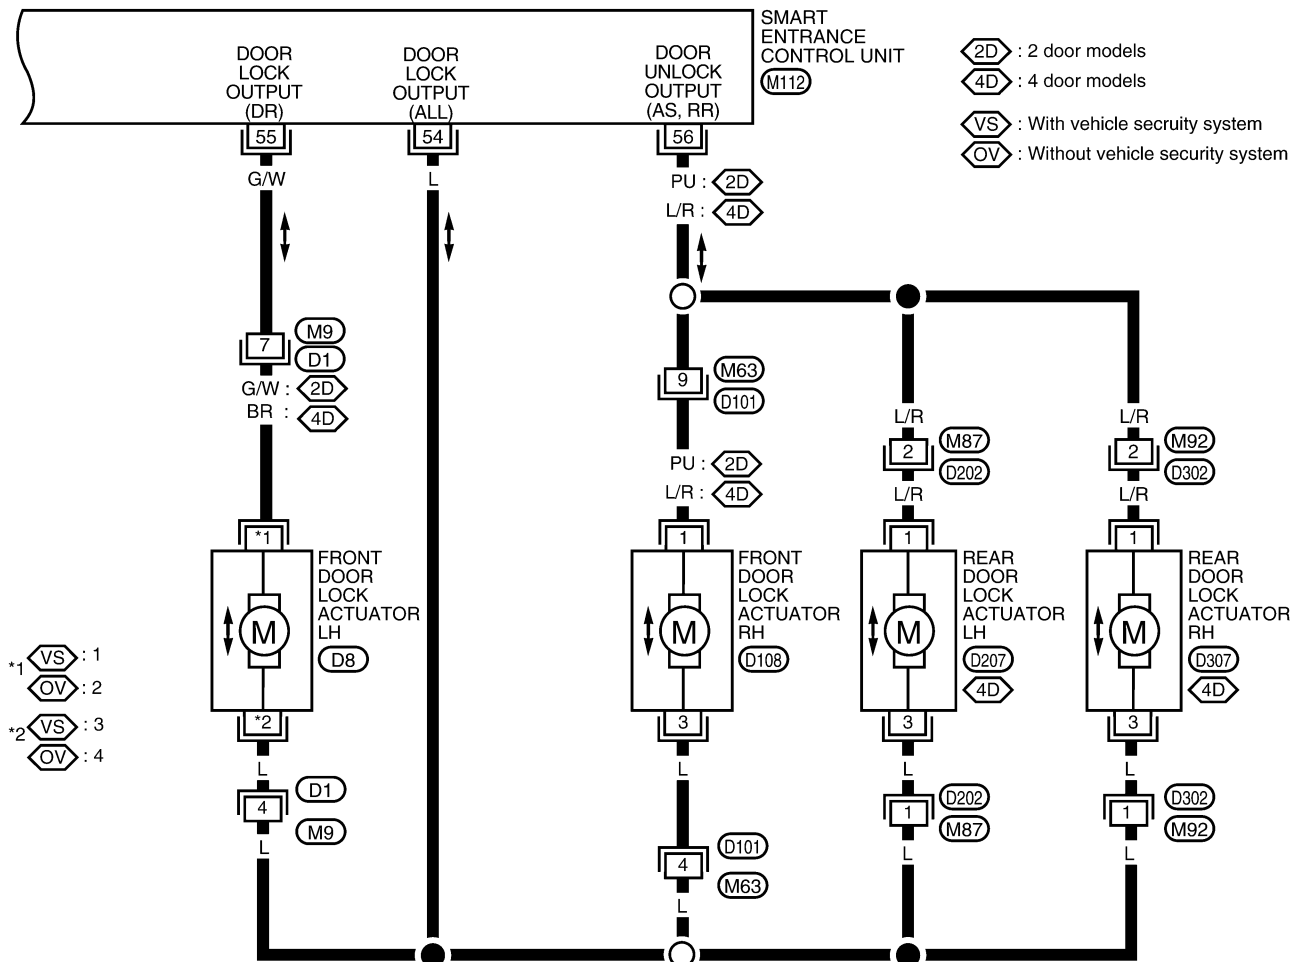 SMART
ENTRANCE
CONTROL UNIT
M112
DOOR
LOCK
OUTPUT
(DR)
DOOR
LOCK
OUTPUT
(ALL)
DOOR
UNLOCK
OUTPUT
(AS, RR)
2D : 2 door models
4D : 4 door models
VS : With vehicle secruity system
OV : Without vehicle security system
55
54
56
G/W
L
PU : 2D
L/R : 4D
7
M9
D1
G/W : 2D
BR : 4D
9
M63
D101
PU : 2D
L/R : 4D
L/R
2
M87
D202
L/R
L/R
2
M92
D302
L/R
*1
FRONT
DOOR
LOCK
ACTUATOR
LH
D8
M
*2
1
FRONT
DOOR
LOCK
ACTUATOR
RH
D108
M
3
1
REAR
DOOR
LOCK
ACTUATOR
LH
D207
4D
M
3
1
REAR
DOOR
LOCK
ACTUATOR
RH
D307
4D
M
3
*1 VS : 1
OV : 2
*2 VS : 3
OV : 4
L
4
D1
M9
L
L
4
D101
M63
L
L
1
D202
M87
L
L
1
D302
M92
L